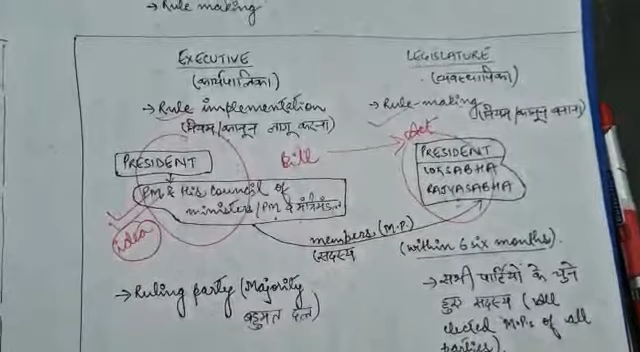 → Rule making
EXECUTIVE
(कार्यपालिका)
→ Rule implementation
(नियम/कानून लागू करना)
PRESIDENT
PM & His Council of
ministers/PM & मंत्रिमंडल
idea
Bill
→ Ruling party (Majority
बहुमत दल)
members (M.P.)
(सदस्य
LEGISLATURE
(व्यवस्थापिका)
→ Rule-making
(नियम/कानून बनाना)
Act
PRESIDENT
LOKSABHA
RAJYASABHA
(within 6 six months).
→ सभी पार्टियों के चुने
हुए सदस्य (all
elected M.P.s of all
parties).